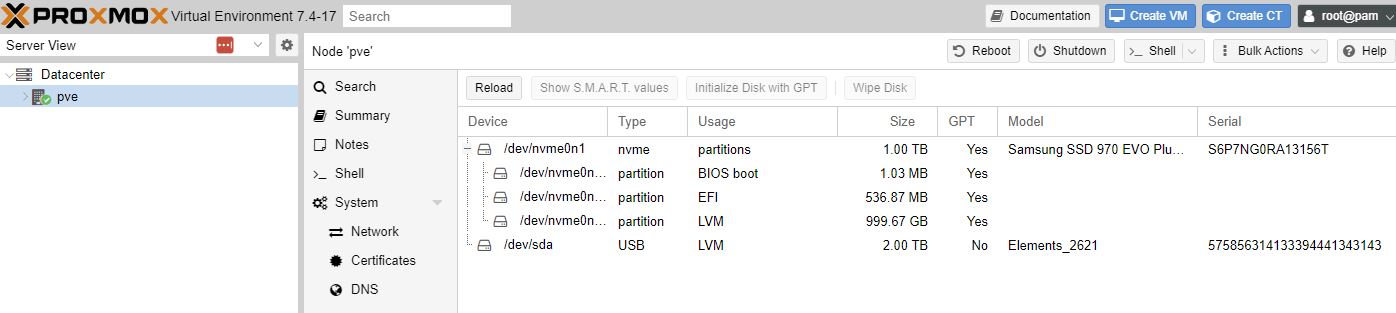 PROXMOX Virtual Environment 7.4-17 Search Documentation Create VM Create CT root@pam
Server View Node 'pve' Reboot Shutdown >_ Shell Bulk Actions Help
Datacenter
pve
Search
Summary
Notes
>_ Shell
System
Network
Certificates
DNS
Reload Show S.M.A.R.T. values Initialize Disk with GPT Wipe Disk
Device Type Usage Size GPT Model Serial
/dev/nvme0n1 nvme partitions 1.00 TB Yes Samsung SSD 970 EVO Plu... S6P7NG0RA13156T
/dev/nvme0n... partition BIOS boot 1.03 MB Yes
/dev/nvme0n... partition EFI 536.87 MB Yes
/dev/nvme0n... partition LVM 999.67 GB Yes
/dev/sda USB LVM 2.00 TB No Elements_2621 575856314133394441343143